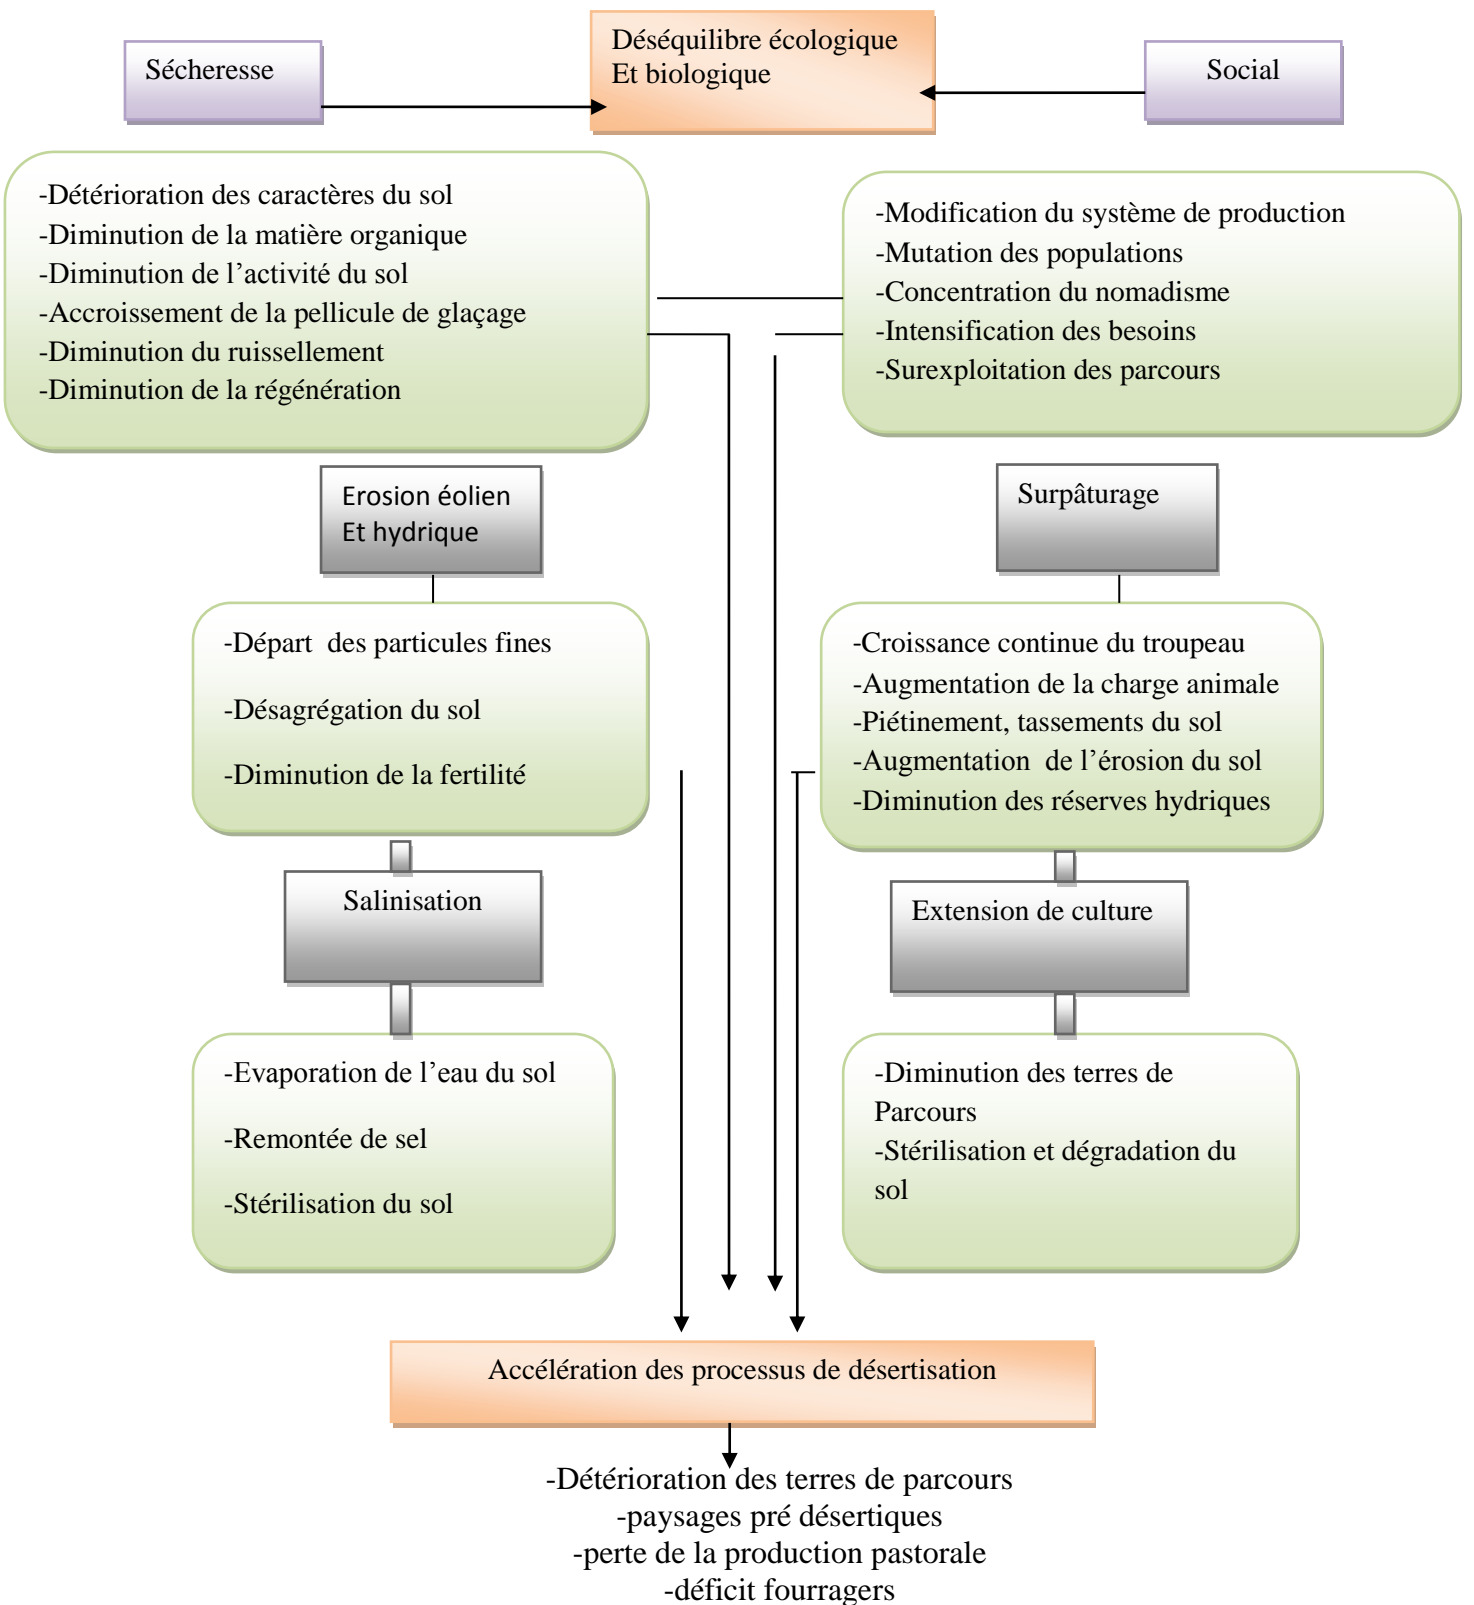 Sécheresse
Déséquilibre écologique
Et biologique
Social
-Détérioration des caractères du sol
-Diminution de la matière organique
-Diminution de l’activité du sol
-Accroissement de la pellicule de glaçage
-Diminution du ruissellement
-Diminution de la régénération
-Modification du système de production
-Mutation des populations
-Concentration du nomadisme
-Intensification des besoins
-Surexploitation des parcours
Erosion éolien
Et hydrique
Surpâturage
-Départ des particules fines
-Désagrégation du sol
-Diminution de la fertilité
-Croissance continue du troupeau
-Augmentation de la charge animale
-Piétinement, tassements du sol
-Augmentation de l’érosion du sol
-Diminution des réserves hydriques
Salinisation
Extension de culture
-Evaporation de l’eau du sol
-Remontée de sel
-Stérilisation du sol
-Diminution des terres de
Parcours
-Stérilisation et dégradation du
sol
Accélération des processus de désertisation
-Détérioration des terres de parcours
-paysages pré désertiques
-perte de la production pastorale
-déficit fourragers